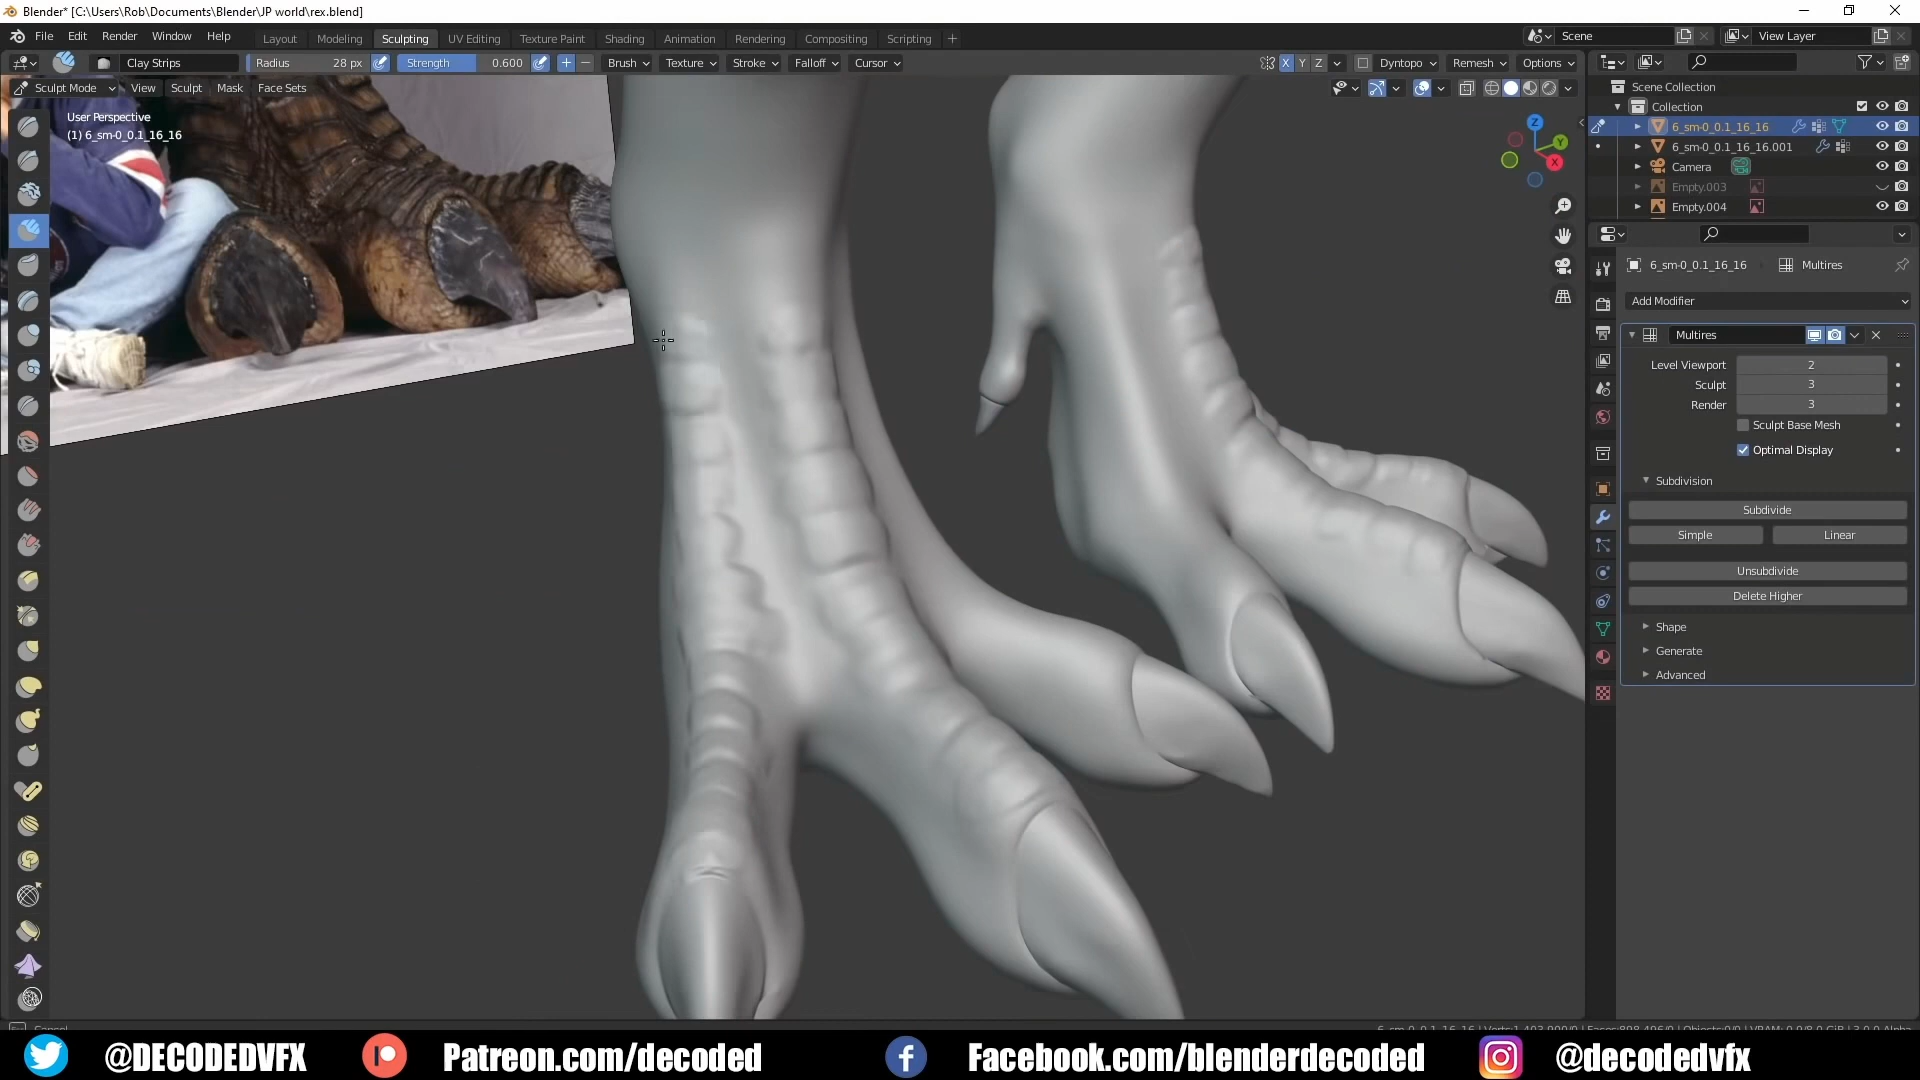 Blender* [C:\Users\Rob\Documents\Blender\JP world\rex.blend]
File Edit Render Window Help Layout Modeling Sculpting UV Editing Texture Paint Shading Animation Rendering Compositing Scripting + Scene View Layer
Clay Strips Radius 28 px Strength 0.600 Brush Texture Stroke Falloff Cursor X Y Z Dyntopo Remesh Options
Sculpt Mode View Sculpt Mask Face Sets
User Perspective
(1) 6_sm-0_0.1_16_16
Z
Y
X
Scene Collection
Collection
6_sm-0_0.1_16_16
6_sm-0_0.1_16_16.001
Camera
Empty.003
Empty.004
6_sm-0_0.1_16_16 Multires
Add Modifier
Multires
Level Viewport 2
Sculpt 3
Render 3
Sculpt Base Mesh
Optimal Display
Subdivision
Subdivide
Simple Linear
Unsubdivide
Delete Higher
Shape
Generate
Advanced
@DECODEDVFX Patreon.com/decoded Facebook.com/blenderdecoded @decodedvfx